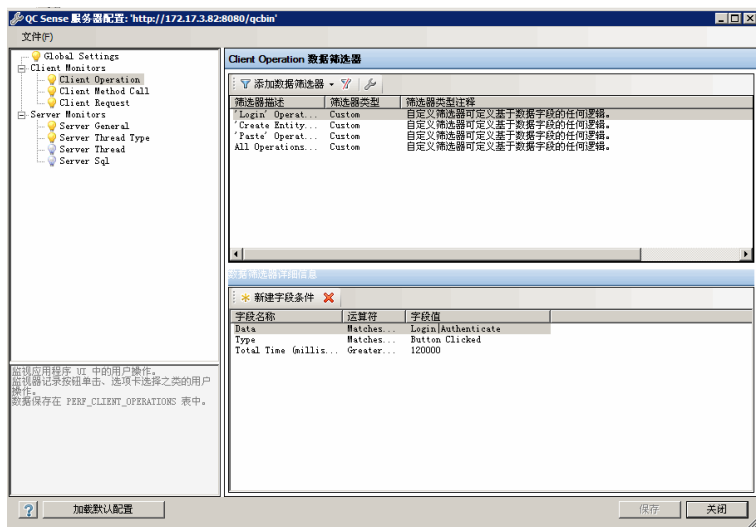 QC Sense 服务器配置: 'http://172.17.3.82:8080/qcbin'
文件(F)
Global Settings
Client Monitors
Client Operation
Client Method Call
Client Request
Server Monitors
Server General
Server Thread Type
Server Thread
Server Sql
监视应用程序 UI 中的用户操作。
监视器记录按钮单击、选项卡选择之类的用户
操作。
数据保存在 PERF_CLIENT_OPERATIONS 表中。
Client Operation 数据筛选器
添加数据筛选器
筛选器描述 筛选器类型 筛选器类型注释
'Login' Operat... Custom 自定义筛选器可定义基于数据字段的任何逻辑。
'Create Entity... Custom 自定义筛选器可定义基于数据字段的任何逻辑。
'Paste' Operat... Custom 自定义筛选器可定义基于数据字段的任何逻辑。
All Operations... Custom 自定义筛选器可定义基于数据字段的任何逻辑。
数据筛选器详细信息
新建字段条件
字段名称 运算符 字段值
Data Matches... Login|Authenticate
Type Matches... Button Clicked
Total Time (millis... Greater... 120000
? 加载默认配置 保存 关闭